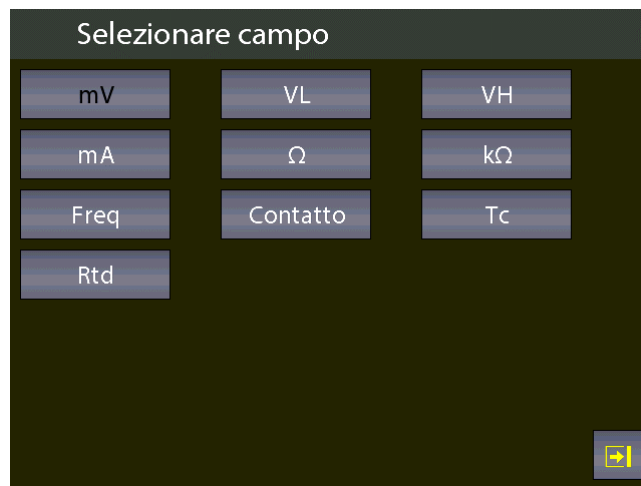 Selezionare campo
mV VL VH
mA Ω kΩ
Freq Contatto Tc
Rtd